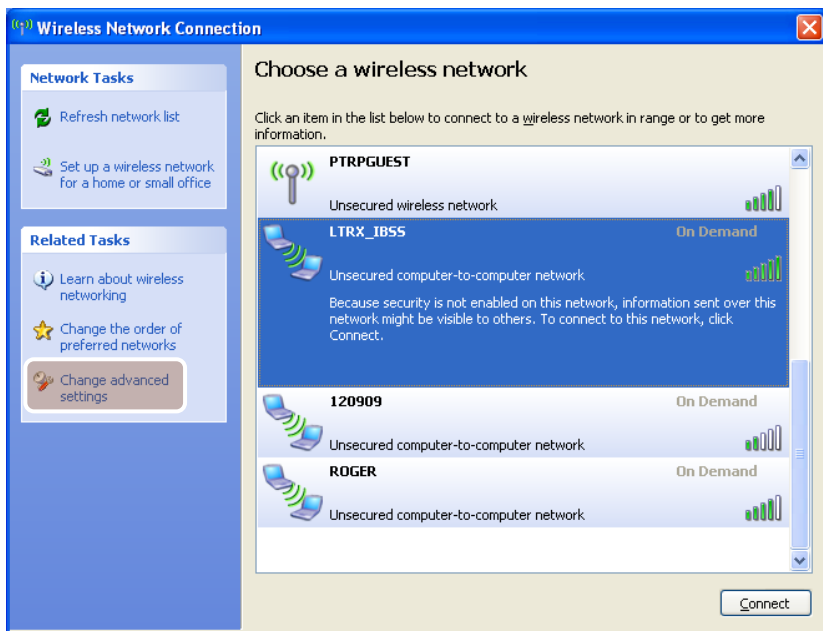 Wireless Network Connection
Network Tasks
Refresh network list
Set up a wireless network
for a home or small office
Related Tasks
Learn about wireless
networking
Change the order of
preferred networks
Change advanced
settings
Choose a wireless network
Click an item in the list below to connect to a wireless network in range or to get more
information.
PTRPGUEST
Unsecured wireless network
LTRX_IBSS On Demand
Unsecured computer-to-computer network
Because security is not enabled on this network, information sent over this
network might be visible to others. To connect to this network, click
Connect.
120909 On Demand
Unsecured computer-to-computer network
ROGER On Demand
Unsecured computer-to-computer network
Connect